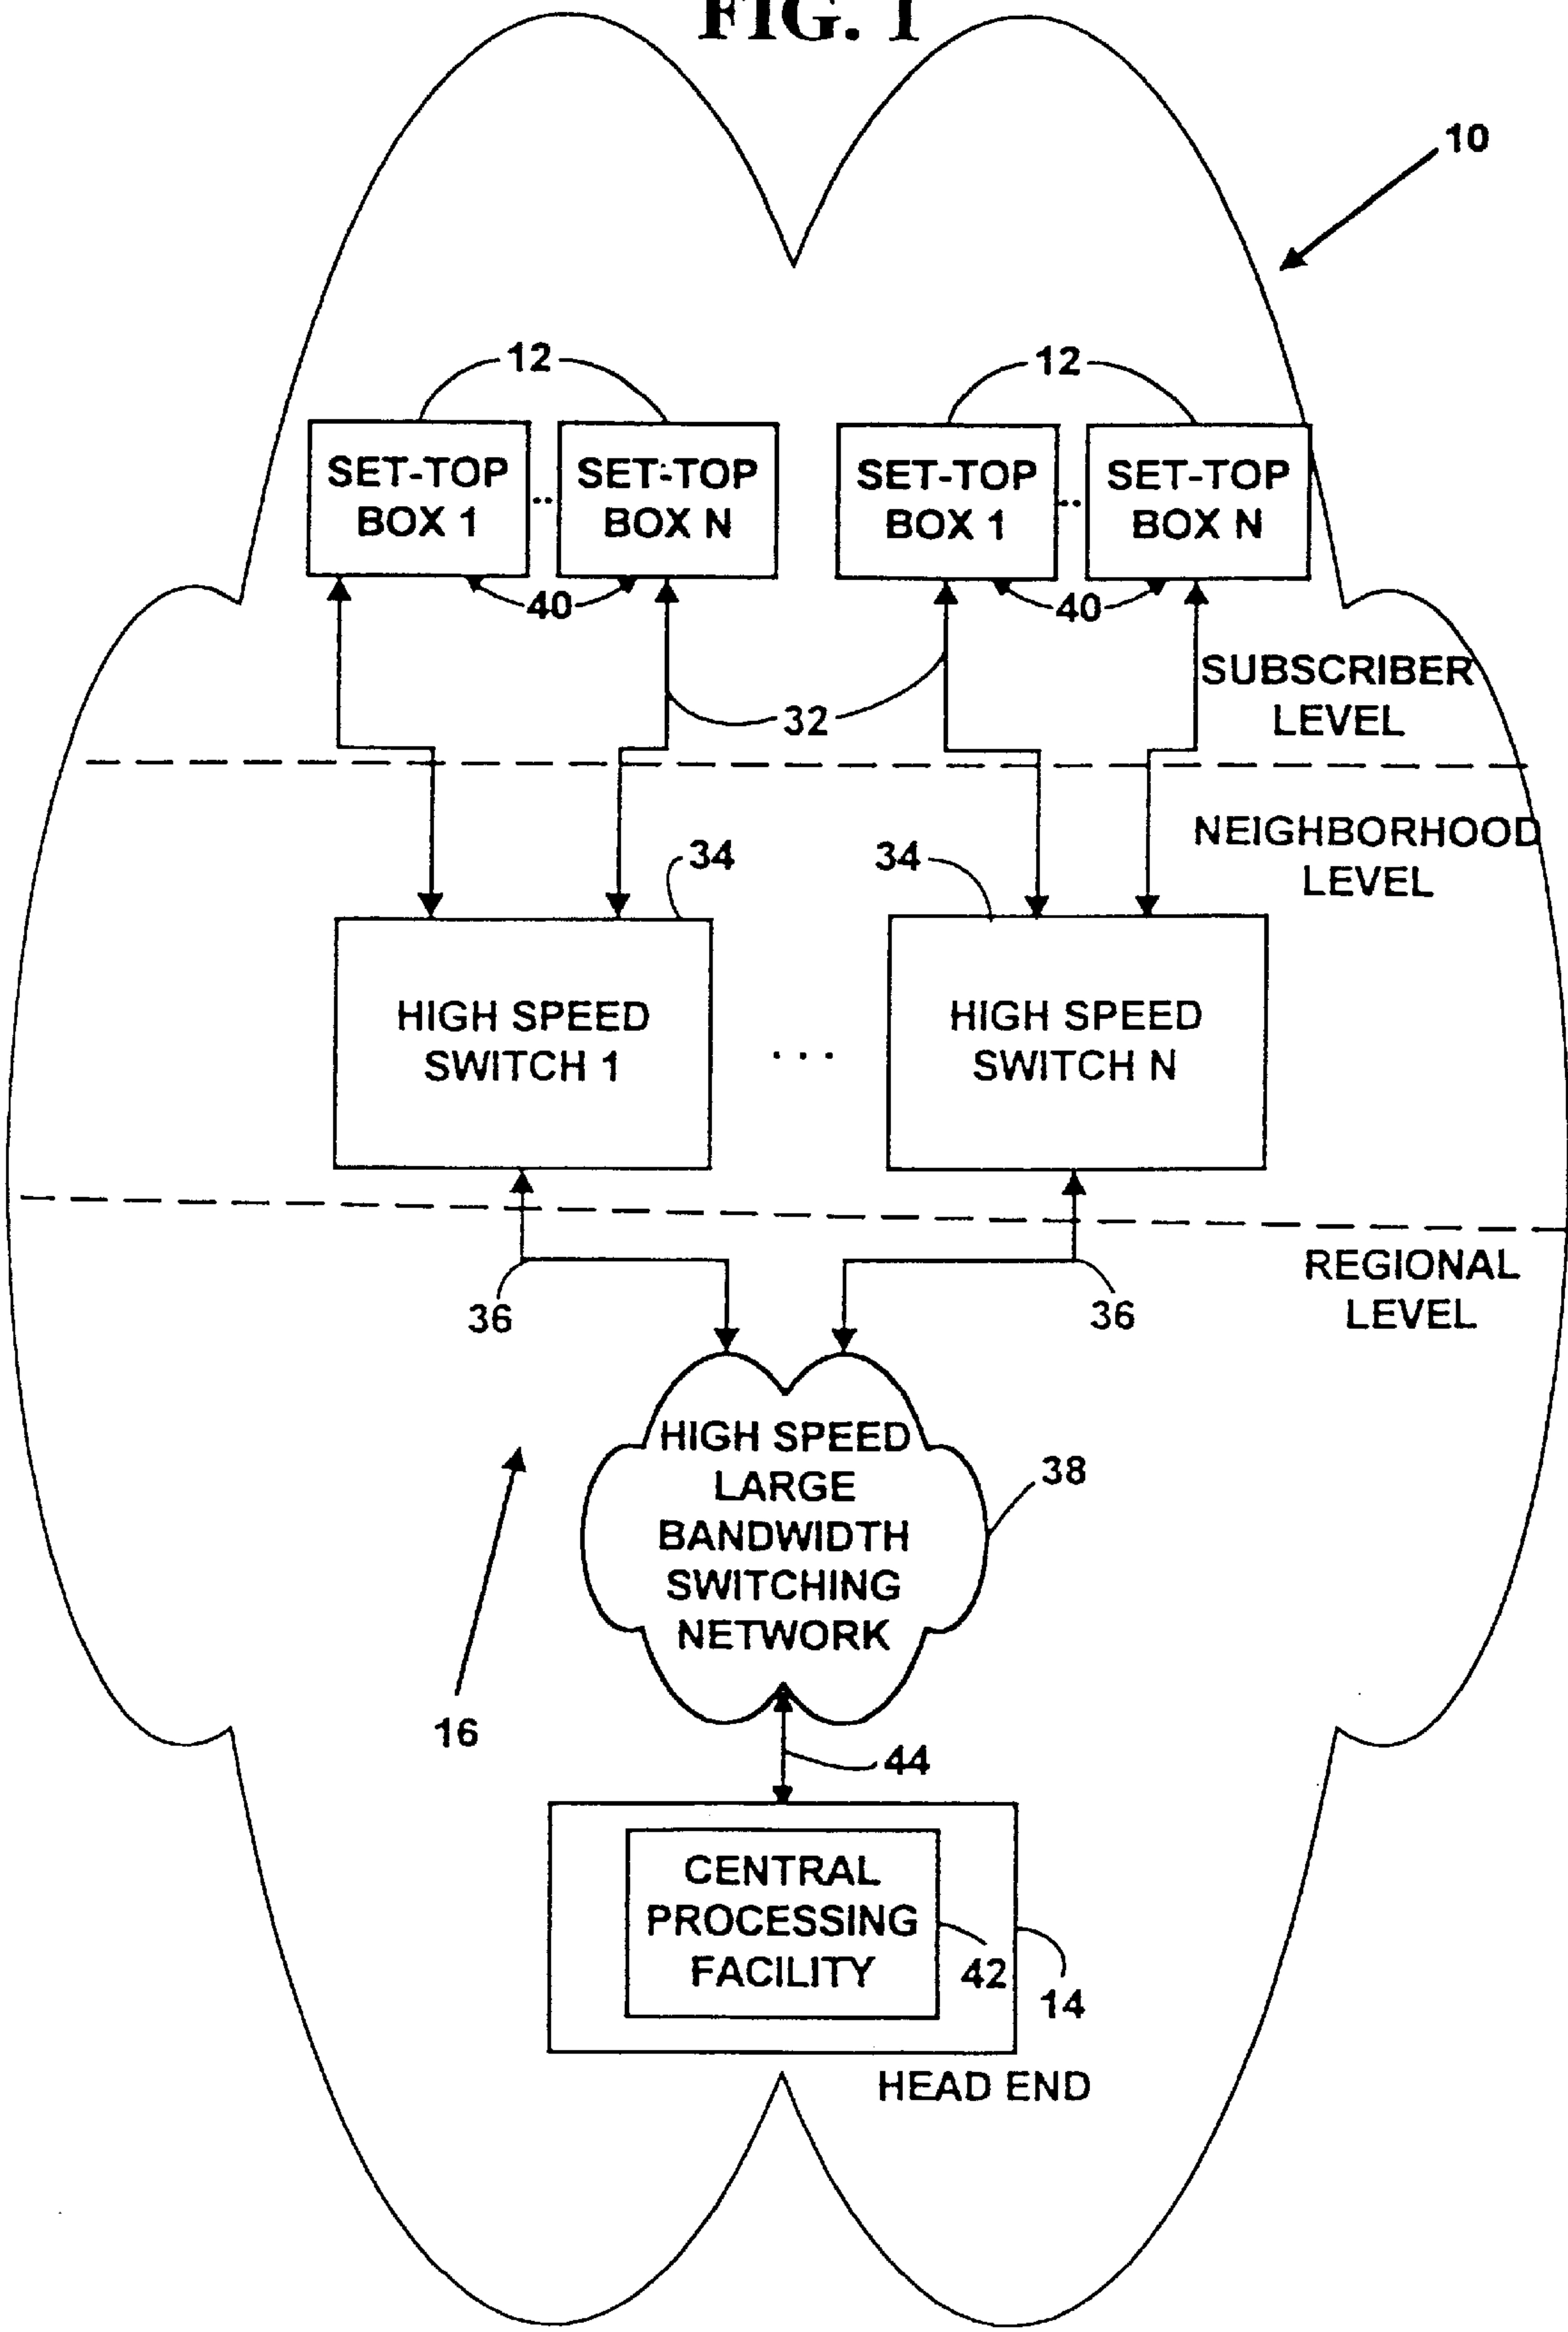 FIG. 1
10
12
12
SET-TOP
BOX 1
SET-TOP
BOX N
SET-TOP
BOX 1
SET-TOP
BOX N
40
40
32
SUBSCRIBER
LEVEL
NEIGHBORHOOD
LEVEL
34
34
HIGH SPEED
SWITCH 1
...
HIGH SPEED
SWITCH N
REGIONAL
LEVEL
36
36
HIGH SPEED
LARGE
BANDWIDTH
SWITCHING
NETWORK
38
16
44
CENTRAL
PROCESSING
FACILITY
42
14
HEAD END